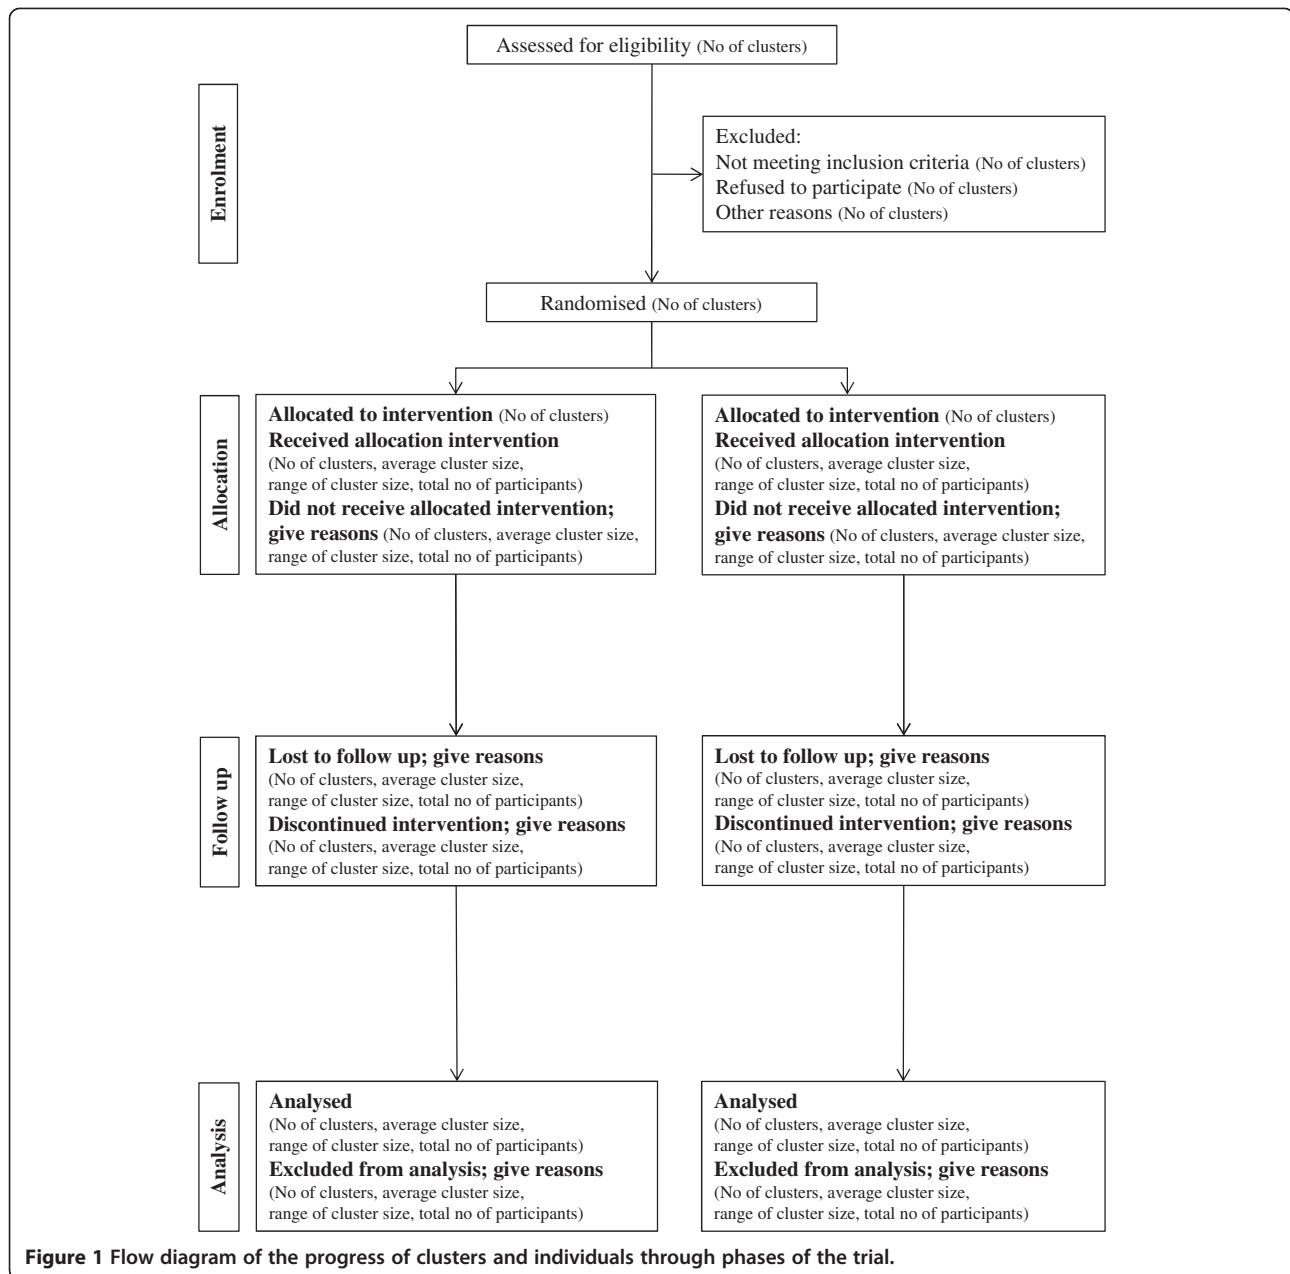 Assessed for eligibility (No of clusters)
Enrolment
Excluded:
Not meeting inclusion criteria (No of clusters)
Refused to participate (No of clusters)
Other reasons (No of clusters)
Randomised (No of clusters)
Allocation
Allocated to intervention (No of clusters)
Received allocation intervention
(No of clusters, average cluster size,
range of cluster size, total no of participants)
Did not receive allocated intervention;
give reasons (No of clusters, average cluster size,
range of cluster size, total no of participants)
Allocated to intervention (No of clusters)
Received allocation intervention
(No of clusters, average cluster size,
range of cluster size, total no of participants)
Did not receive allocated intervention;
give reasons (No of clusters, average cluster size,
range of cluster size, total no of participants)
Follow up
Lost to follow up; give reasons
(No of clusters, average cluster size,
range of cluster size, total no of participants)
Discontinued intervention; give reasons
(No of clusters, average cluster size,
range of cluster size, total no of participants)
Lost to follow up; give reasons
(No of clusters, average cluster size,
range of cluster size, total no of participants)
Discontinued intervention; give reasons
(No of clusters, average cluster size,
range of cluster size, total no of participants)
Analysis
Analysed
(No of clusters, average cluster size,
range of cluster size, total no of participants)
Excluded from analysis; give reasons
(No of clusters, average cluster size,
range of cluster size, total no of participants)
Analysed
(No of clusters, average cluster size,
range of cluster size, total no of participants)
Excluded from analysis; give reasons
(No of clusters, average cluster size,
range of cluster size, total no of participants)
Figure 1 Flow diagram of the progress of clusters and individuals through phases of the trial.